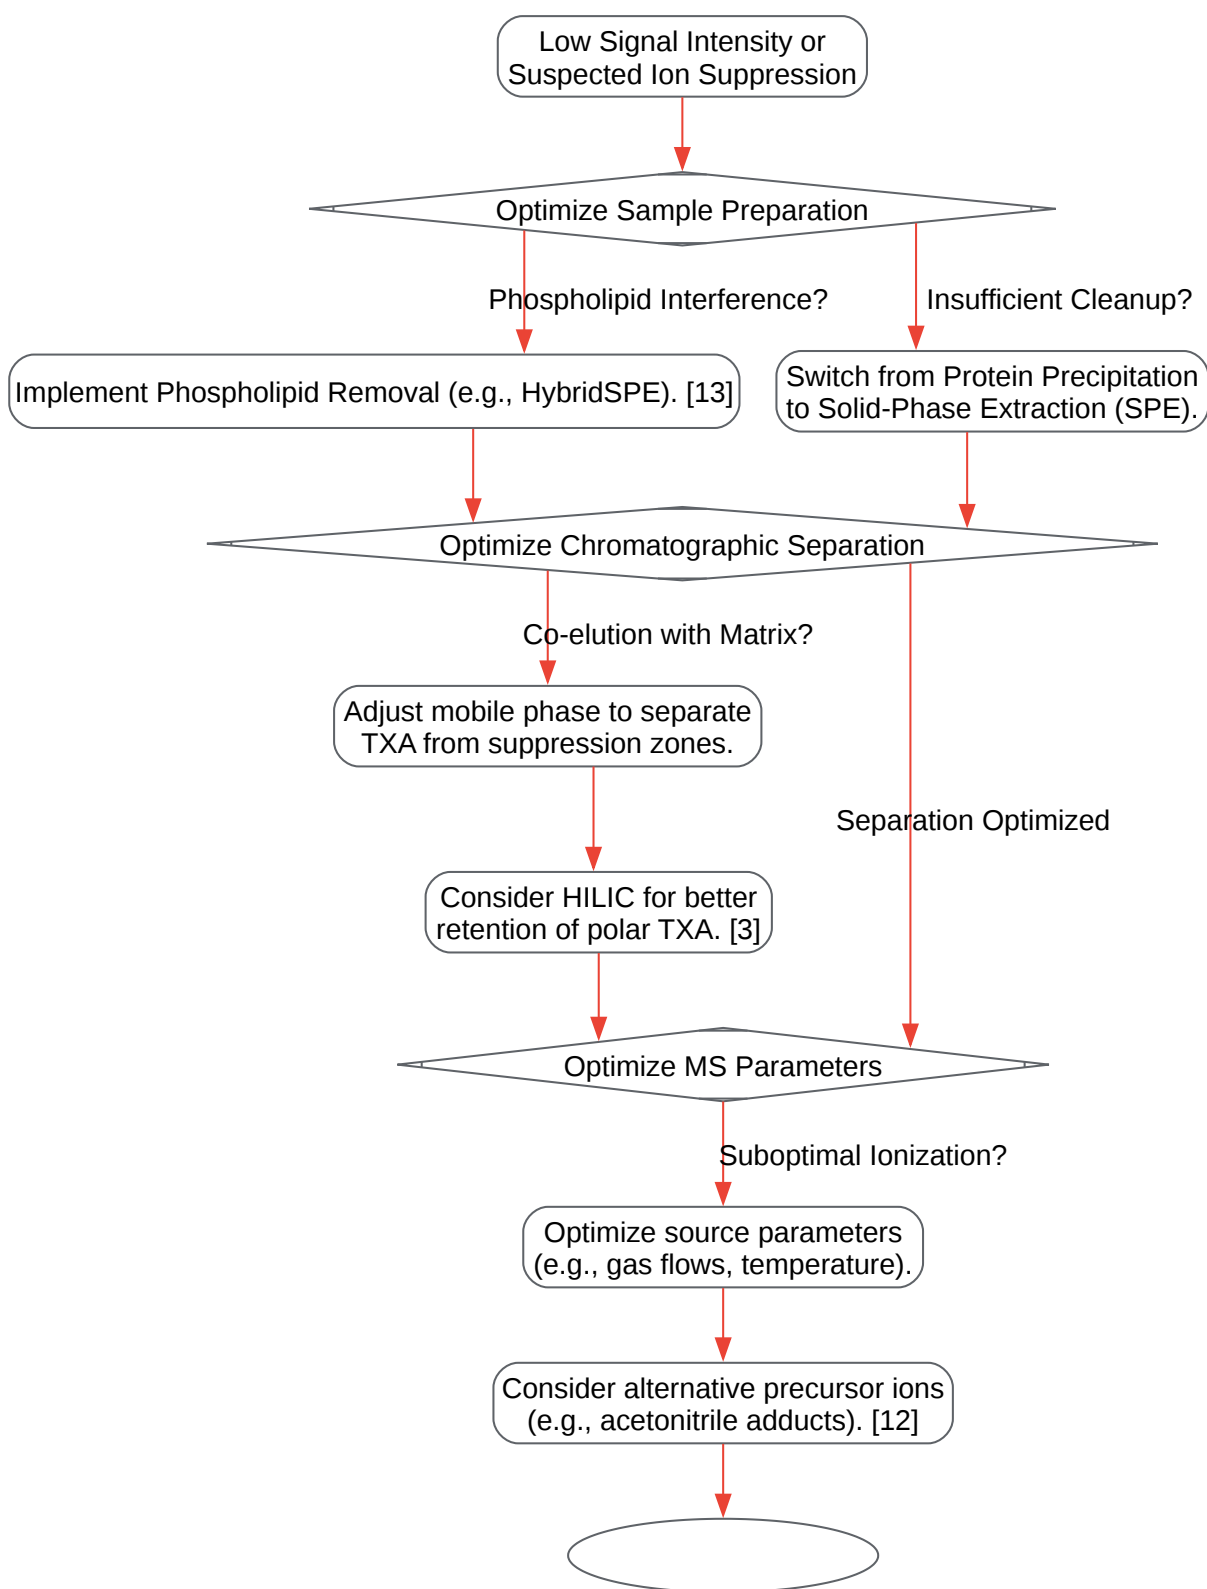 Low Signal Intensity or
Suspected Ion Suppression
Optimize Sample Preparation
Phospholipid Interference?
Insufficient Cleanup?
Implement Phospholipid Removal (e.g., HybridSPE). [13]
Switch from Protein Precipitation
to Solid-Phase Extraction (SPE).
Optimize Chromatographic Separation
Co-elution with Matrix?
Adjust mobile phase to separate
TXA from suppression zones.
Separation Optimized
Consider HILIC for better
retention of polar TXA. [3]
Optimize MS Parameters
Suboptimal Ionization?
Optimize source parameters
(e.g., gas flows, temperature).
Consider alternative precursor ions
(e.g., acetonitrile adducts). [12]